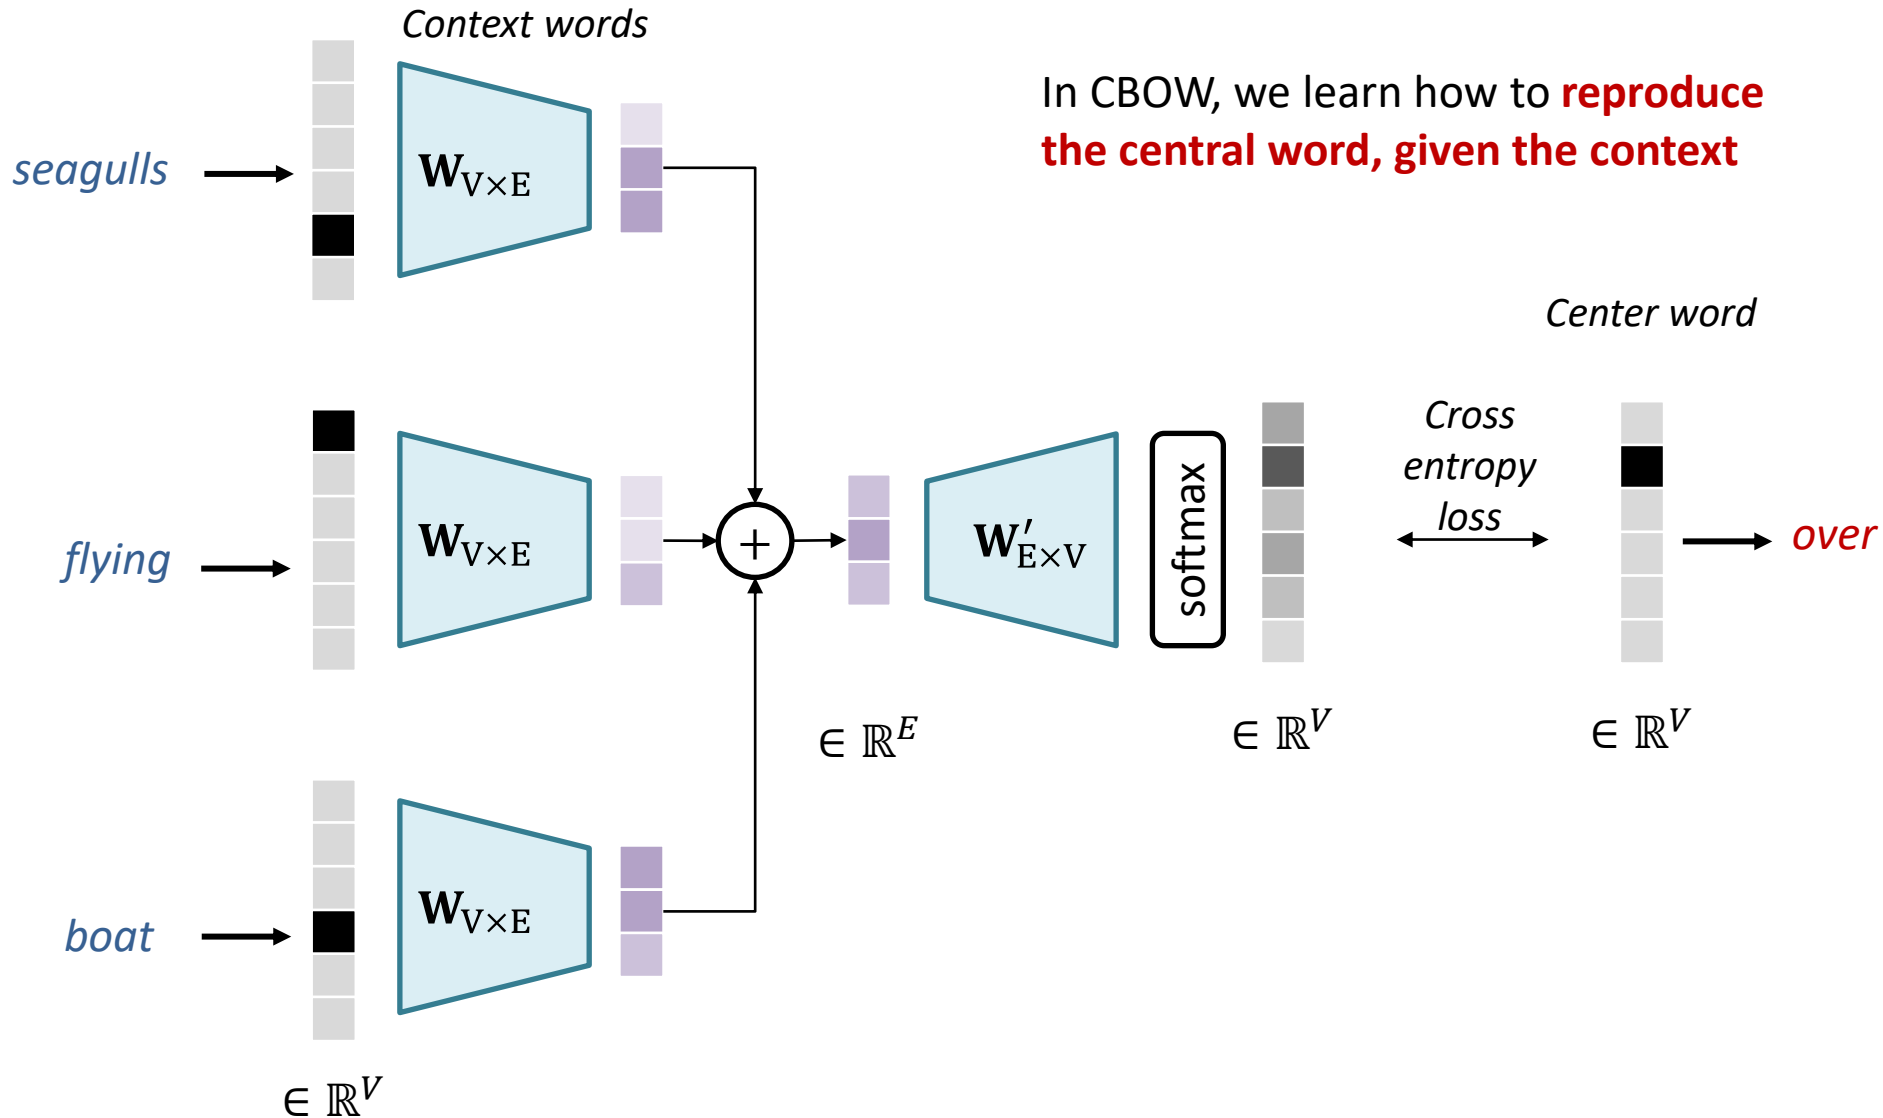 Context words
In CBOW, we learn how to reproduce
the central word, given the context
seagulls
W_{V×E}
Center word
flying
W_{V×E}
+
W'_{E×V}
softmax
Cross
entropy
loss
over
∈ ℝ^E
∈ ℝ^V
∈ ℝ^V
boat
W_{V×E}
∈ ℝ^V